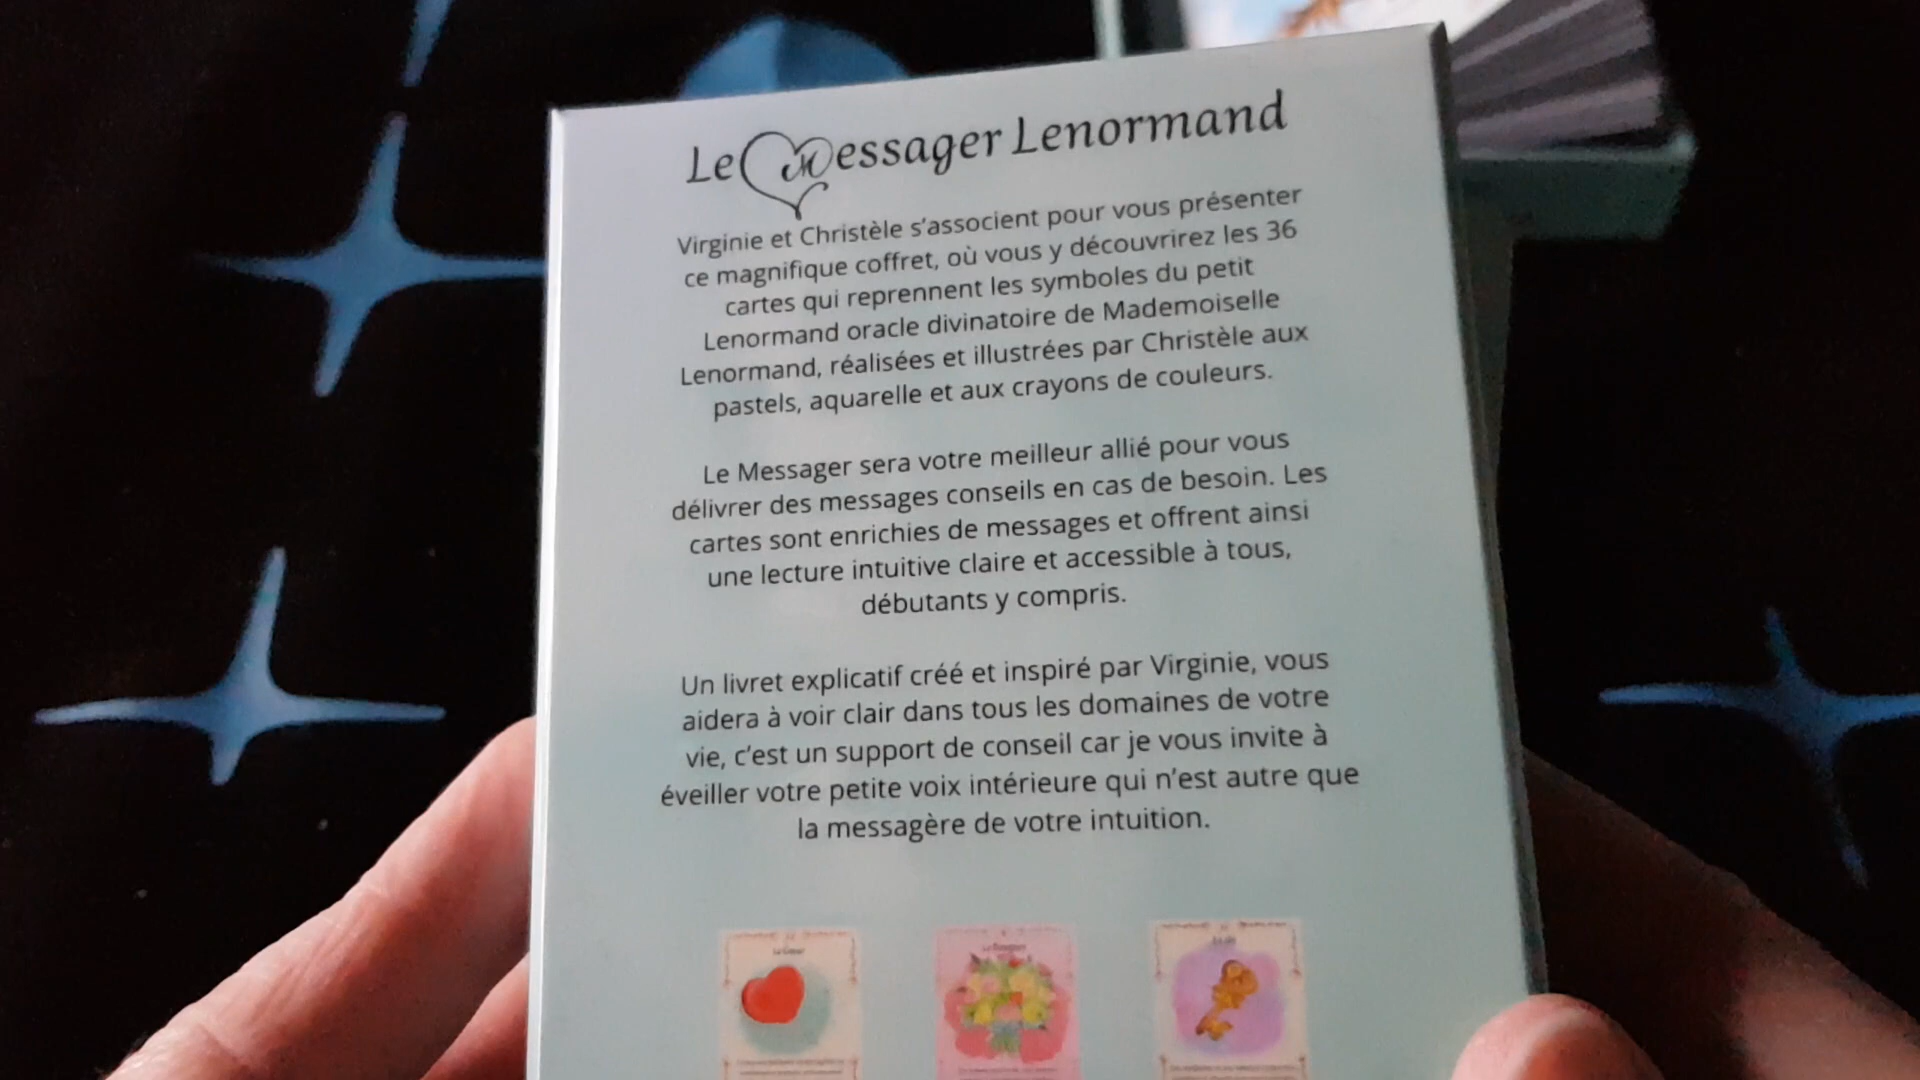 Le Messager Lenormand
Virginie et Christèle s'associent pour vous présenter
ce magnifique coffret, où vous y découvrirez les 36
cartes qui reprennent les symboles du petit
Lenormand oracle divinatoire de Mademoiselle
Lenormand, réalisées et illustrées par Christèle aux
pastels, aquarelle et aux crayons de couleurs.
Le Messager sera votre meilleur allié pour vous
délivrer des messages conseils en cas de besoin. Les
cartes sont enrichies de messages et offrent ainsi
une lecture intuitive claire et accessible à tous,
débutants y compris.
Un livret explicatif créé et inspiré par Virginie, vous
aidera à voir clair dans tous les domaines de votre
vie, c'est un support de conseil car je vous invite à
éveiller votre petite voix intérieure qui n'est autre que
la messagère de votre intuition.